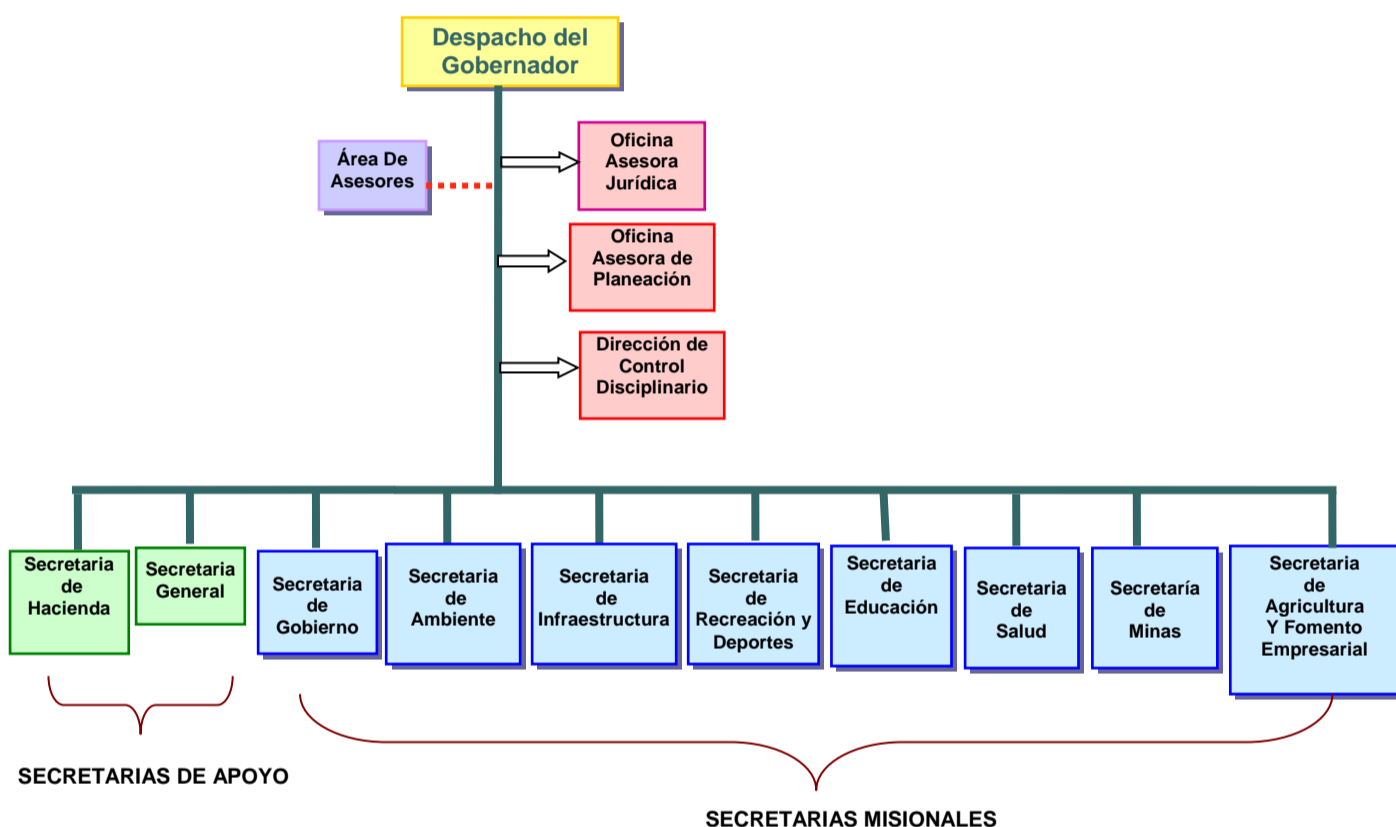 Despacho del
Gobernador
Área De
Asesores
Oficina
Asesora
Jurídica
Oficina
Asesora de
Planeación
Dirección de
Control
Disciplinario
Secretaria
de
Hacienda
Secretaria
General
Secretaria
de
Gobierno
Secretaria
de
Ambiente
Secretaria
de
Infraestructura
Secretaria
de
Recreación y
Deportes
Secretaria
de
Educación
Secretaria
de
Salud
Secretaría
de
Minas
Secretaria
de
Agricultura
Y Fomento
Empresarial
SECRETARIAS DE APOYO
SECRETARIAS MISIONALES